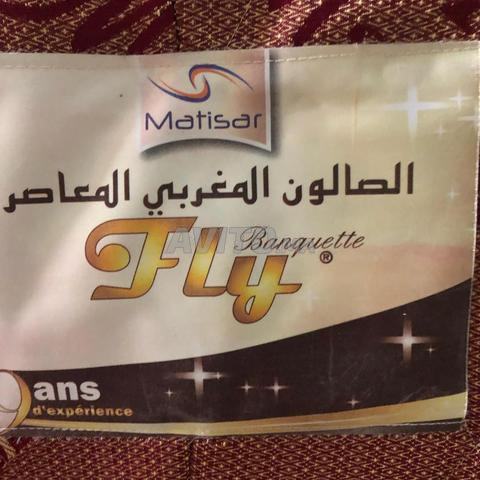 Matisar
الصالون المغربي المعاصر
Banquette
Fly®
ans
d'expérience